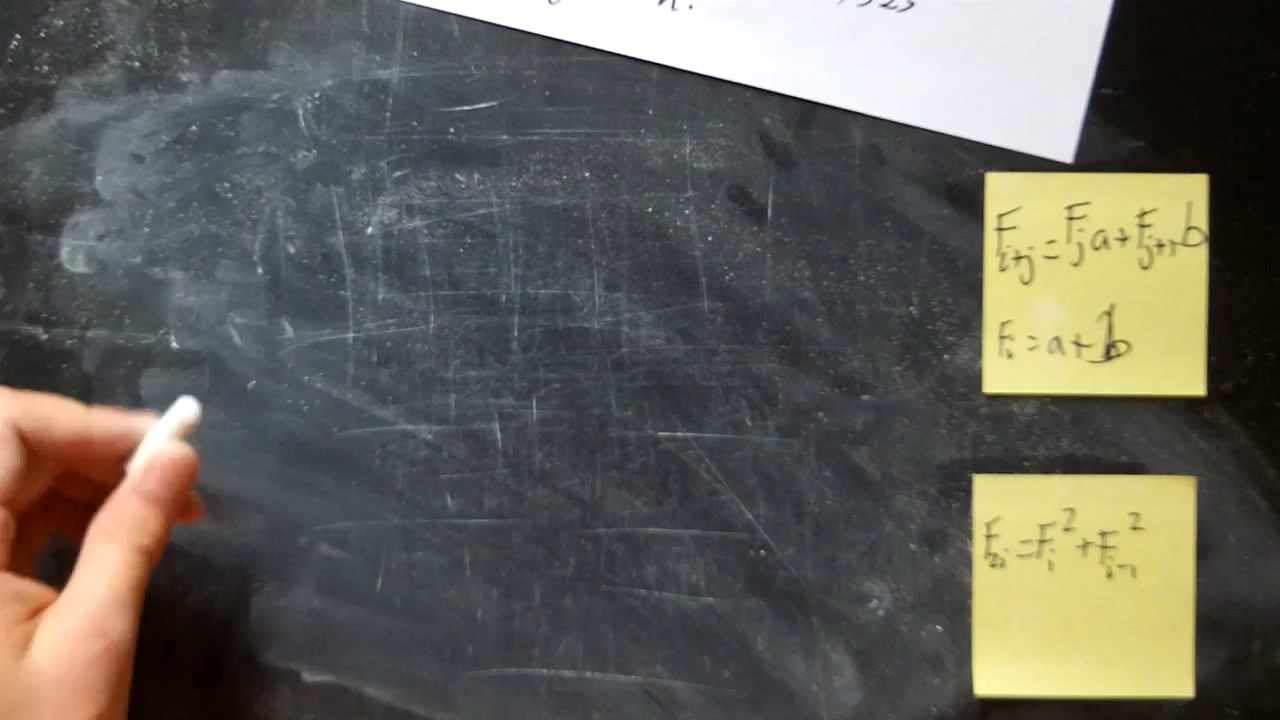 n.
F_{i+j} = F_j a + F_{j+1} b
F_i = a + b
F_{2i} = F_i^2 + F_{i-1}^2